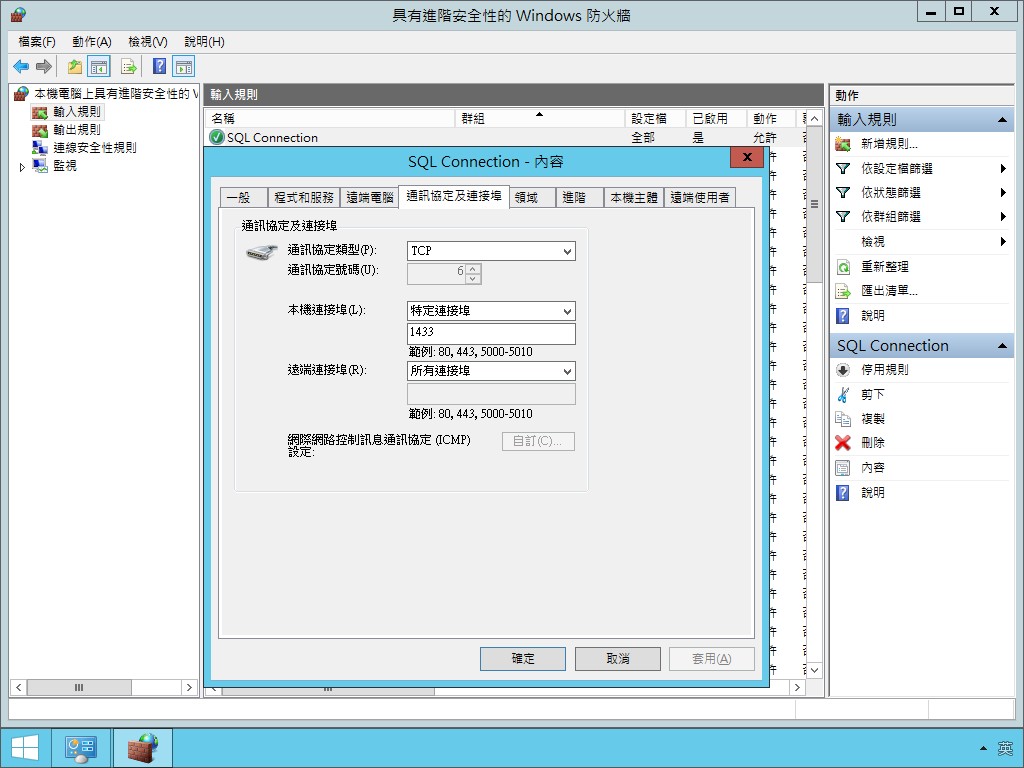 具有進階安全性的 Windows 防火牆
檔案(F) 動作(A) 檢視(V) 說明(H)
本機電腦上具有進階安全性的 W
輸入規則
輸出規則
連線安全性規則
監視
輸入規則
名稱 群組 設定檔 已啟用 動作
SQL Connection 全部 是 允許
SQL Connection - 內容
一般 程式和服務 遠端電腦 通訊協定及連接埠 領域 進階 本機主體 遠端使用者
通訊協定及連接埠
通訊協定類型(P): TCP
通訊協定號碼(U): 6
本機連接埠(L): 特定連接埠
1433
範例: 80, 443, 5000-5010
遠端連接埠(R): 所有連接埠
範例: 80, 443, 5000-5010
網際網路控制訊息通訊協定 (ICMP) 自訂(C)...
設定:
確定 取消 套用(A)
動作
輸入規則
新增規則...
依設定檔篩選
依狀態篩選
依群組篩選
檢視
重新整理
匯出清單...
說明
SQL Connection
停用規則
剪下
複製
刪除
內容
說明
英